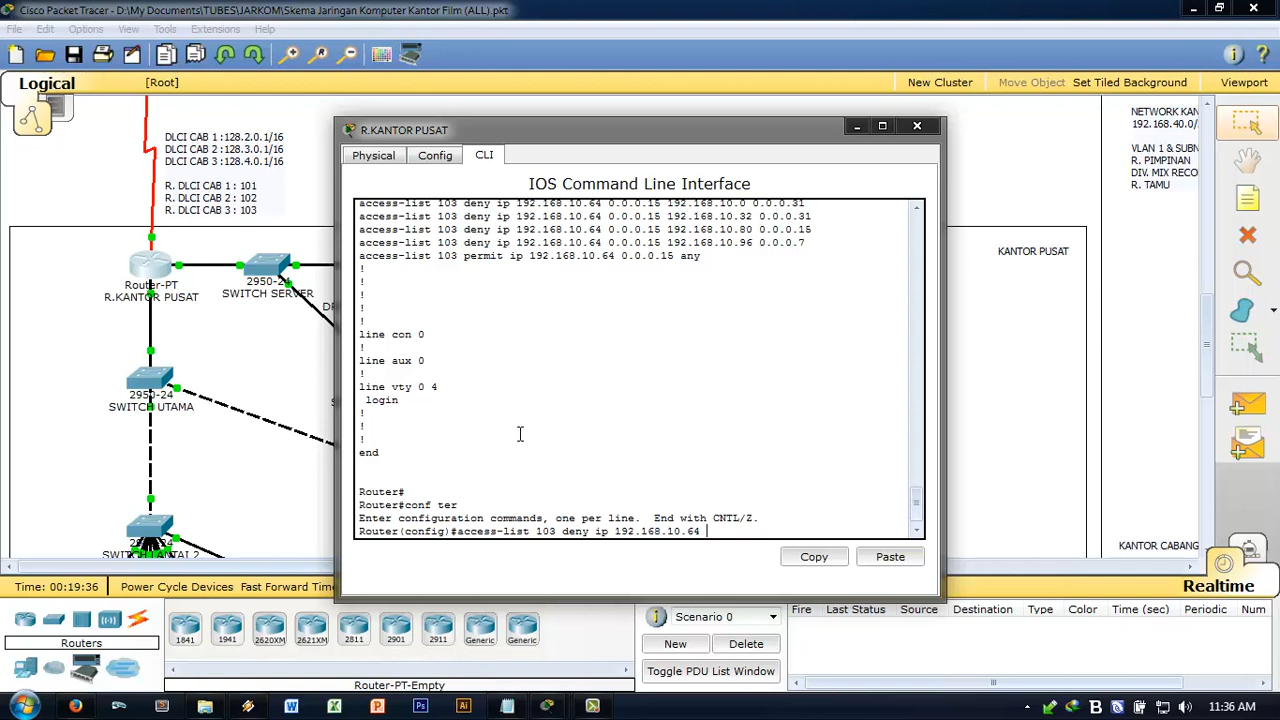 Cisco Packet Tracer - D:\My Documents\TUBES\JARKOM\Skema Jaringan Komputer Kantor Film (ALL).pkt
File Edit Options View Tools Extensions Help
Logical
[Root]
New Cluster
Move Object
Set Tiled Background
Viewport
DLCI CAB 1 :128.2.0.1/16
DLCI CAB 2 :128.3.0.1/16
DLCI CAB 3 :128.4.0.1/16
R. DLCI CAB 1 : 101
R. DLCI CAB 2 : 102
R. DLCI CAB 3 : 103
Router-PT
R.KANTOR PUSAT
2950-24
SWITCH SERVER
2950-24
SWITCH UTAMA
2950-24
SWITCH LANTAI 2
NETWORK KAN
192.168.40.0/
VLAN 1 & SUBN
R. PIMPINAN
DIV. MIX RECO
R. TAMU
KANTOR PUSAT
KANTOR CABANG
R.KANTOR PUSAT
Physical
Config
CLI
IOS Command Line Interface
access-list 103 deny ip 192.168.10.64 0.0.0.15 192.168.10.0 0.0.0.31
access-list 103 deny ip 192.168.10.64 0.0.0.15 192.168.10.32 0.0.0.31
access-list 103 deny ip 192.168.10.64 0.0.0.15 192.168.10.80 0.0.0.15
access-list 103 deny ip 192.168.10.64 0.0.0.15 192.168.10.96 0.0.0.7
access-list 103 permit ip 192.168.10.64 0.0.0.15 any
!
!
!
!
!
line con 0
!
line aux 0
!
line vty 0 4
login
!
!
!
end
Router#
Router#conf ter
Enter configuration commands, one per line. End with CNTL/Z.
Router(config)#access-list 103 deny ip 192.168.10.64
Copy
Paste
Time: 00:19:36
Power Cycle Devices
Fast Forward Time
Realtime
Routers
1841
1941
2620XM
2621XM
2811
2901
2911
Generic
Generic
Router-PT-Empty
Scenario 0
New
Delete
Toggle PDU List Window
Fire
Last Status
Source
Destination
Type
Color
Time (sec)
Periodic
Num
11:36 AM